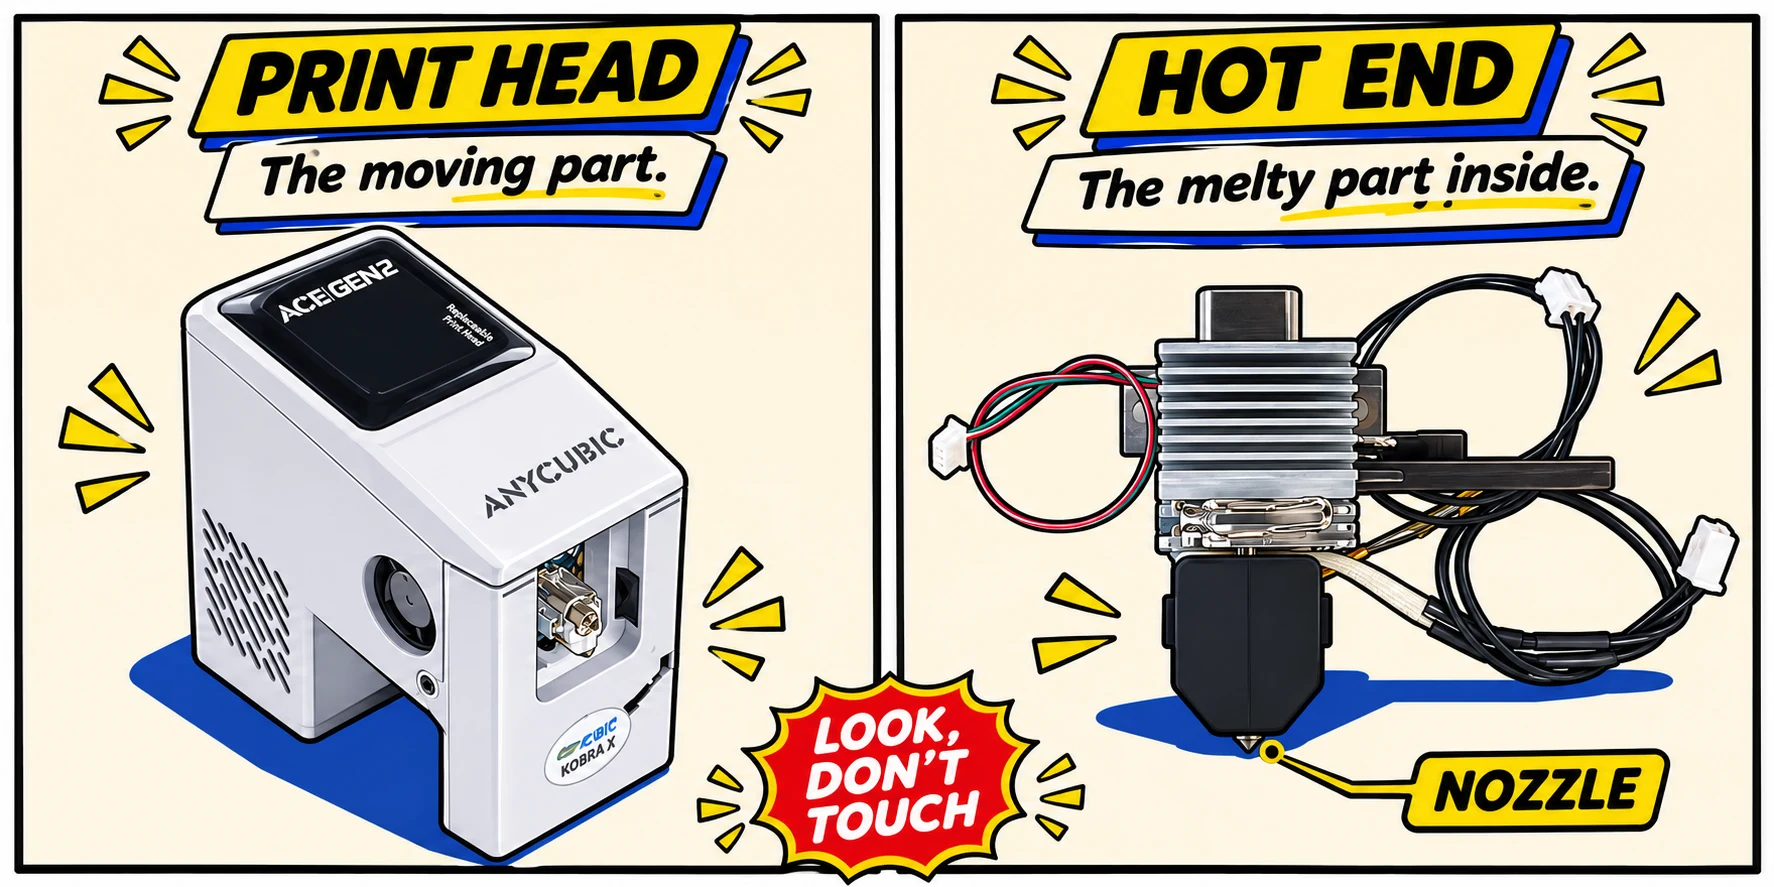 PRINT HEAD
The moving part.
ACE GEN2
Replaceable
Print Head
ANYCUBIC
CUBIC
KOBRA X
HOT END
The melty part inside.
LOOK,
DON'T
TOUCH
NOZZLE